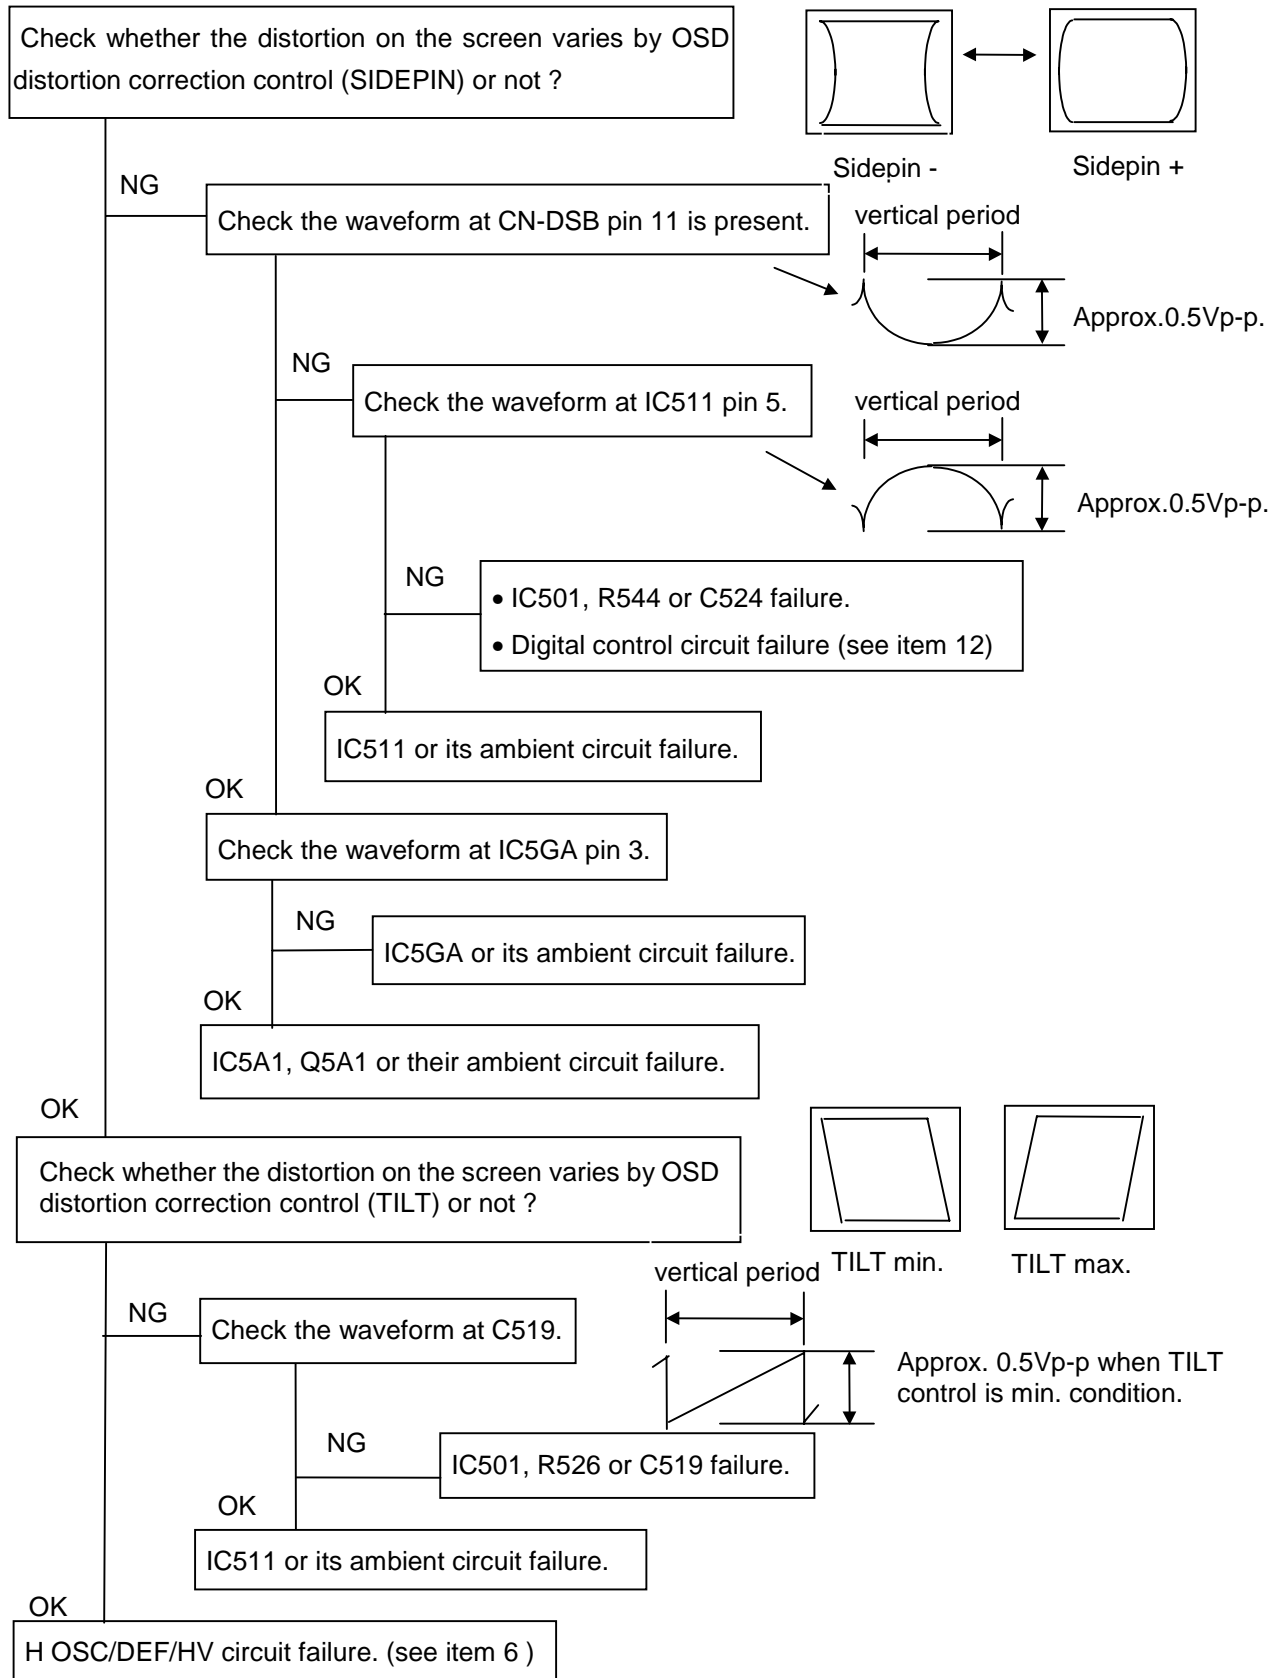 Check whether the distortion on the screen varies by OSD
distortion correction control (SIDEPIN) or not ?
Sidepin -
Sidepin +
NG
Check the waveform at CN-DSB pin 11 is present.
vertical period
Approx.0.5Vp-p.
NG
Check the waveform at IC511 pin 5.
vertical period
Approx.0.5Vp-p.
NG
• IC501, R544 or C524 failure.
• Digital control circuit failure (see item 12)
OK
IC511 or its ambient circuit failure.
OK
Check the waveform at IC5GA pin 3.
NG
IC5GA or its ambient circuit failure.
OK
IC5A1, Q5A1 or their ambient circuit failure.
OK
Check whether the distortion on the screen varies by OSD
distortion correction control (TILT) or not ?
TILT min.
TILT max.
vertical period
NG
Check the waveform at C519.
Approx. 0.5Vp-p when TILT
control is min. condition.
NG
IC501, R526 or C519 failure.
OK
IC511 or its ambient circuit failure.
OK
H OSC/DEF/HV circuit failure. (see item 6 )